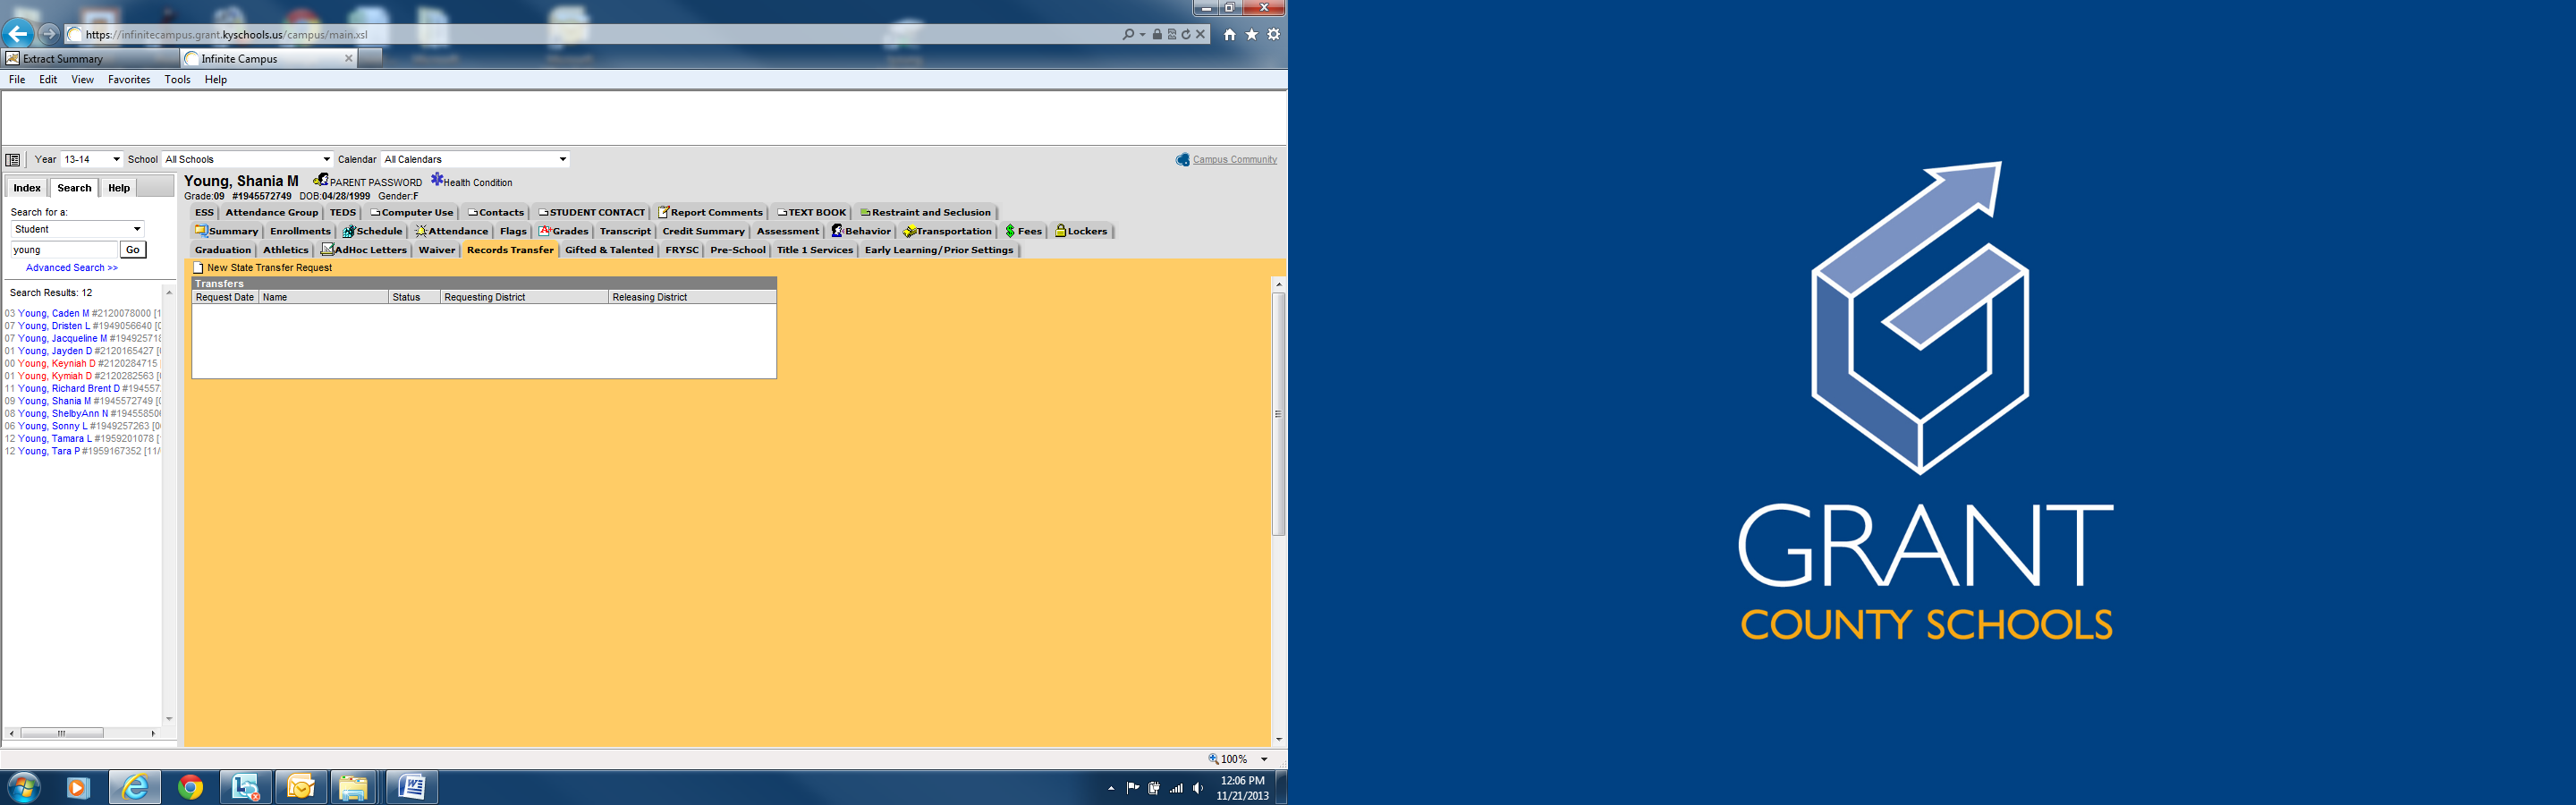 https://infinitecampus.grant.kyschools.us/campus/main.xsl
Extract Summary
Infinite Campus
File Edit View Favorites Tools Help
Year 13-14 School All Schools Calendar All Calendars
Campus Community
Index Search Help
Search for a:
Student
young Go
Advanced Search >>
Search Results: 12
03 Young, Caden M #2120078000 [1
07 Young, Dristen L #1949056640 [0
07 Young, Jacqueline M #194925718
01 Young, Jayden D #2120165427 [
00 Young, Keyniah D #2120284715
01 Young, Kymiah D #2120282563 [
11 Young, Richard Brent D #194557
09 Young, Shania M #1945572749 [0
08 Young, ShelbyAnn N #19455850
06 Young, Sonny L #1949257263 [0
12 Young, Tamara L #1959201078 [
12 Young, Tara P #1959167352 [11/
Young, Shania M PARENT PASSWORD Health Condition
Grade:09 #1945572749 DOB:04/28/1999 Gender:F
ESS Attendance Group TEDS Computer Use Contacts STUDENT CONTACT Report Comments TEXT BOOK Restraint and Seclusion
Summary Enrollments Schedule Attendance Flags Grades Transcript Credit Summary Assessment Behavior Transportation Fees Lockers
Graduation Athletics AdHoc Letters Waiver Records Transfer Gifted & Talented FRYSC Pre-School Title 1 Services Early Learning/Prior Settings
New State Transfer Request
Transfers
Request Date Name Status Requesting District Releasing District
100%
12:06 PM
11/21/2013
GRANT
COUNTY SCHOOLS